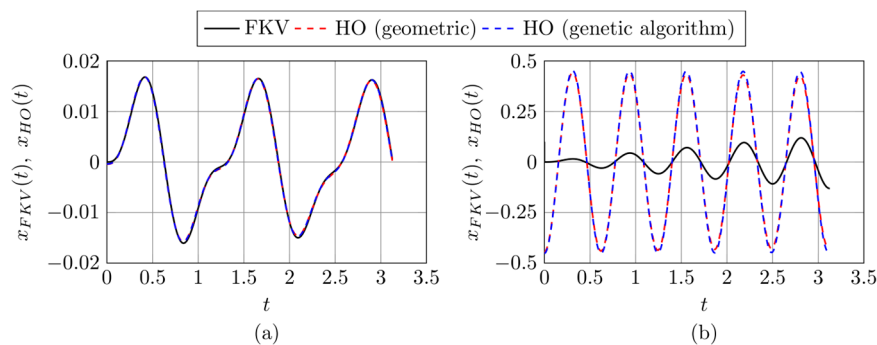 FKV HO (geometric) HO (genetic algorithm)
x_{FKV}(t), x_{HO}(t)
0.02
0.01
0
−0.01
−0.02
0 0.5 1 1.5 2 2.5 3 3.5
t
(a)
x_{FKV}(t), x_{HO}(t)
0.5
0.25
0
−0.25
−0.5
0 0.5 1 1.5 2 2.5 3 3.5
t
(b)